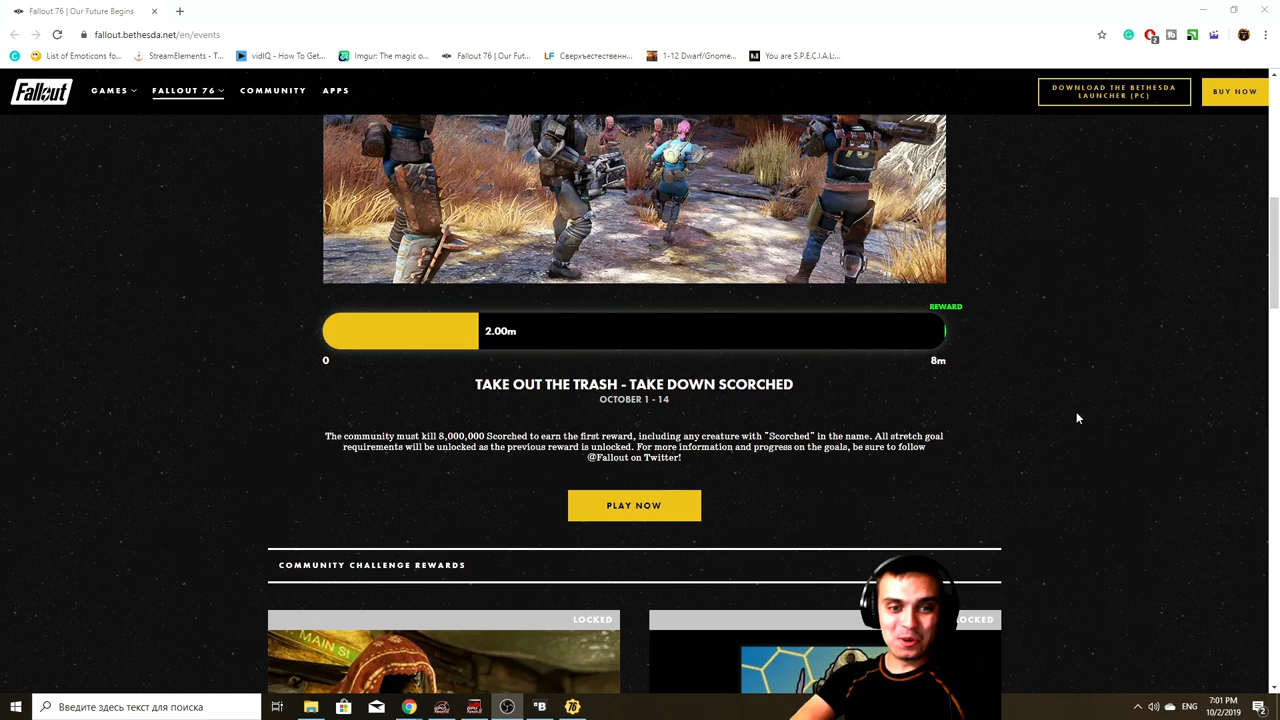 Fallout 76 | Our Future Begins
fallout.bethesda.net/en/events
List of Emoticons fo...
StreamElements - T...
vidIQ - How To Get...
Imgur: The magic o...
Fallout 76 | Our Fut...
Сверхъестествен...
1-12 Dwarf/Gnome...
You are S.P.E.C.I.A.L:...
Fallout
GAMES
FALLOUT 76
COMMUNITY
APPS
DOWNLOAD THE BETHESDA
LAUNCHER (PC)
BUY NOW
REWARD
2.00m
0
8m
TAKE OUT THE TRASH - TAKE DOWN SCORCHED
OCTOBER 1 - 14
The community must kill 8,000,000 Scorched to earn the first reward, including any creature with "Scorched" in the name. All stretch goal
requirements will be unlocked as the previous reward is unlocked. For more information and progress on the goals, be sure to follow
@Fallout on Twitter!
PLAY NOW
COMMUNITY CHALLENGE REWARDS
LOCKED
OCKED
MAIN ST
Введите здесь текст для поиска
ENG
7:01 PM
10/2/2019